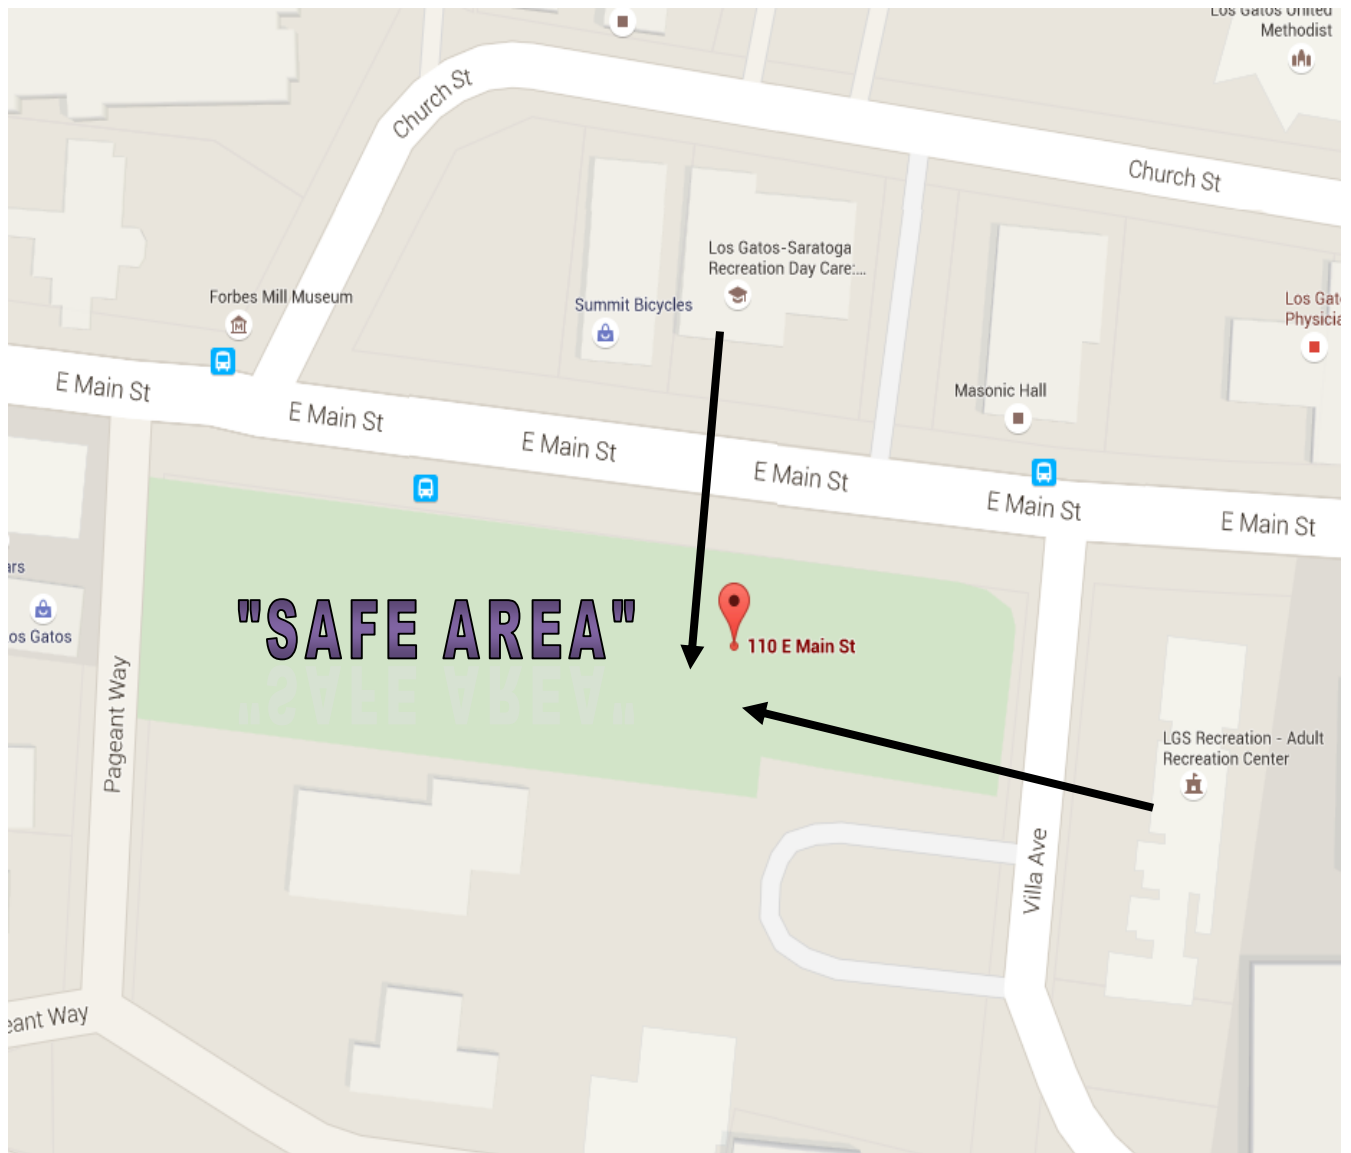 Los Gatos United
Methodist
Church St
Church St
Los Gatos-Saratoga
Recreation Day Care:...
Forbes Mill Museum
Summit Bicycles
Los Gat
Physicia
E Main St
Masonic Hall
E Main St
E Main St
E Main St
E Main St
E Main St
ars
os Gatos
"SAFE AREA"
110 E Main St
Pageant Way
LGS Recreation - Adult
Recreation Center
Villa Ave
eant Way